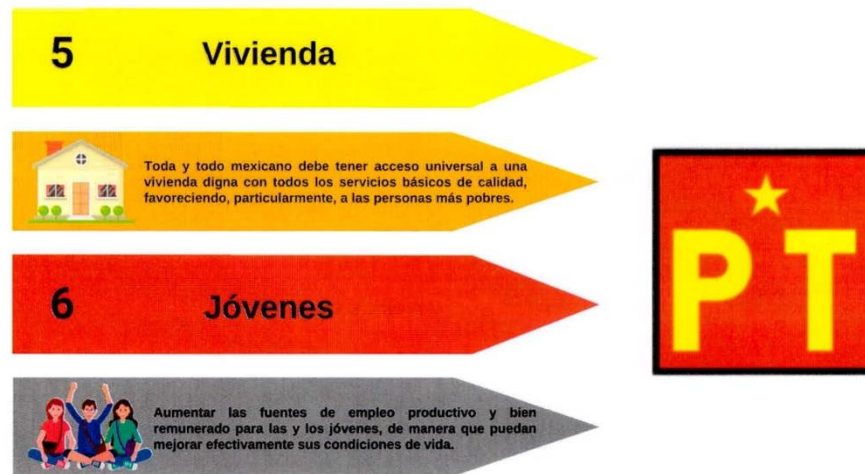 5 Vivienda
Toda y todo mexicano debe tener acceso universal a una
vivienda digna con todos los servicios básicos de calidad,
favoreciendo, particularmente, a las personas más pobres.
6 Jóvenes
Aumentar las fuentes de empleo productivo y bien
remunerado para las y los jóvenes, de manera que puedan
mejorar efectivamente sus condiciones de vida.
PT